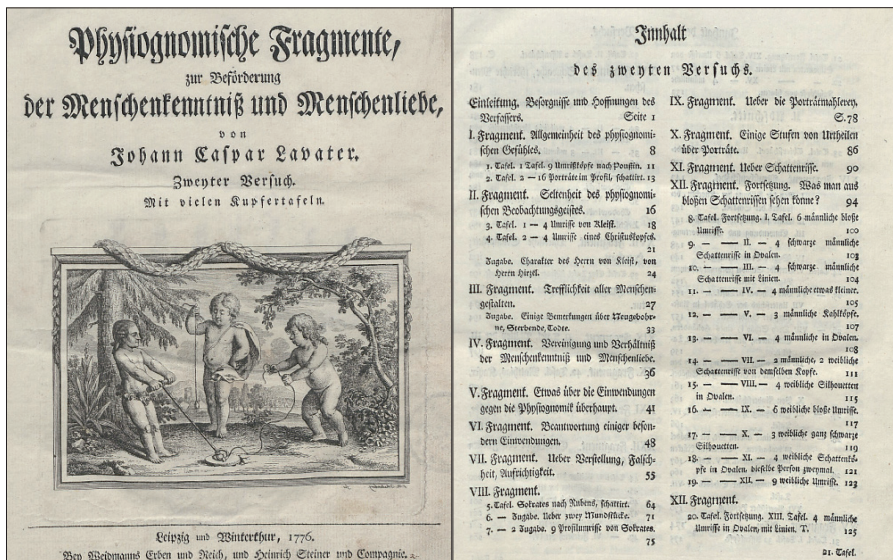 Physiognomische Fragmente,
zur Beförderung
der Menschenkenntniß und Menschenliebe,
von
Johann Caspar Lavater.
Zweyter Versuch.
Mit vielen Kupfertafeln.
Leipzig und Winterthur, 1776.
Bey Weidmanns Erben und Reich, und Heinrich Steiner und Compagnie.
Innhalt
des zweyten Versuchs.
Einleitung. Besorgnisse und Hoffnungen des
Verfassers. Seite 1
I. Fragment. Allgemeinheit des physiognomi-
schen Gefühles. 8
1. Tafel. 1 Tafel. 9 Umrißköpfe nach Poussin. 11
2. Tafel. 2 — 16 Porträte im Profil, schattirt. 13
II. Fragment. Seltenheit des physiognomi-
schen Beobachtungsgeistes. 16
3. Tafel. 1 — 4 Umrisse von Kleist. 18
4. Tafel. 2 — 4 Umrisse eines Christuskopfes.
21
Zugabe. Charakter des Herrn von Kleist, von
Herrn Hirzel. 24
III. Fragment. Trefflichkeit aller Menschen-
gestalten. 27
Zugabe. Einige Bemerkungen über Neugebohr-
ne, Sterbende, Todte. 33
IV. Fragment. Vereinigung und Verhältniß
der Menschenkenntniß und Menschenliebe.
36
V. Fragment. Etwas über die Einwendungen
gegen die Physiognomik überhaupt. 41
VI. Fragment. Beantwortung einiger beson-
dern Einwendungen. 48
VII. Fragment. Ueber Verstellung, Falsch-
heit, Aufrichtigkeit. 55
VIII. Fragment.
5. Tafel. Sokrates nach Rubens, schattirt. 64
6. — Zugabe. Ueber zwey Mundstücke. 71
7. — 2 Zugabe. 9 Profilumrisse von Sokrates.
75
IX. Fragment. Ueber die Porträtmahlerey.
S. 78
X. Fragment. Einige Stufen von Urtheilen
über Porträte. 86
XI. Fragment. Ueber Schattenrisse. 90
XII. Fragment. Fortsetzung. Was man aus
bloßen Schattenrissen sehen könne? 94
8. Tafel. Fortsetzung. I. Tafel. 6 männliche bloße
Umrisse. 100
9. — — II. — 4 schwarze männliche
Schattenrisse in Ovalen. 103
10. — — III. — 4 schwarze männliche
Schattenrisse mit Linien. 104
11. — — IV. — 4 männliche etwas kleiner.
105
12. — — V. — 3 männliche Kahlköpfe.
107
13. — — VI. — 4 männliche in Ovalen.
108
14. — — VII. — 2 männliche, 2 weibliche
Schattenrisse von demselben Kopfe. 111
15. — — VIII. — 4 weibliche Silhouetten
in Ovalen. 115
16. — — IX. — 6 weibliche bloße Umrisse.
117
17. — — X. — 3 weibliche ganz schwarze
Silhouetten. 119
18. — — XI. — 4 weibliche Schattenkö-
pfe in Ovalen, dieselbe Person zweymal. 121
19. — — XII. — 9 weibliche Umrisse. 123
XII. Fragment.
20. Tafel. Fortsetzung. XIII. Tafel. 4 männliche
Umrisse in Ovalen, mit Linien. T. 125
21. Tafel.